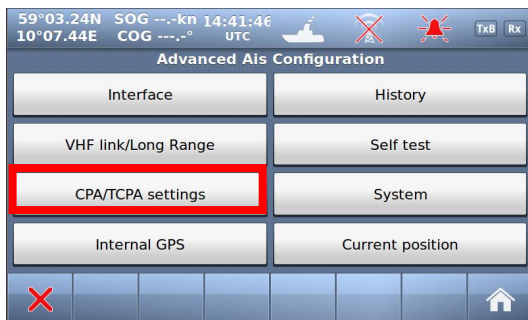 59°03.24N SOG --.-kn 14:41:46
10°07.44E COG ---.-° UTC TxB Rx
Advanced Ais Configuration
Interface History
VHF link/Long Range Self test
CPA/TCPA settings System
Internal GPS Current position